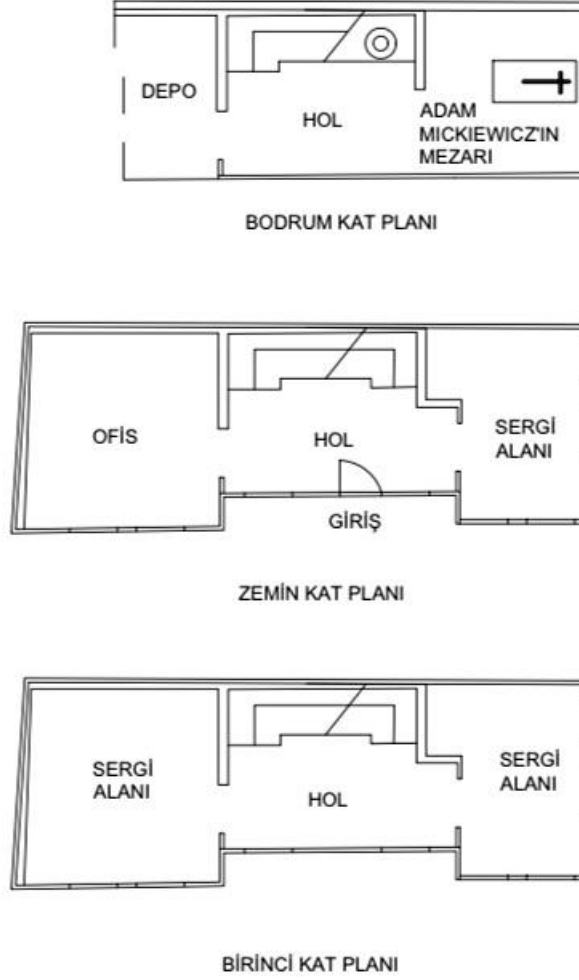 DEPO
HOL
ADAM
MICKIEWICZ'IN
MEZARI
BODRUM KAT PLANI
OFİS
HOL
SERGİ
ALANI
GİRİŞ
ZEMİN KAT PLANI
SERGİ
ALANI
HOL
SERGİ
ALANI
BİRİNCİ KAT PLANI